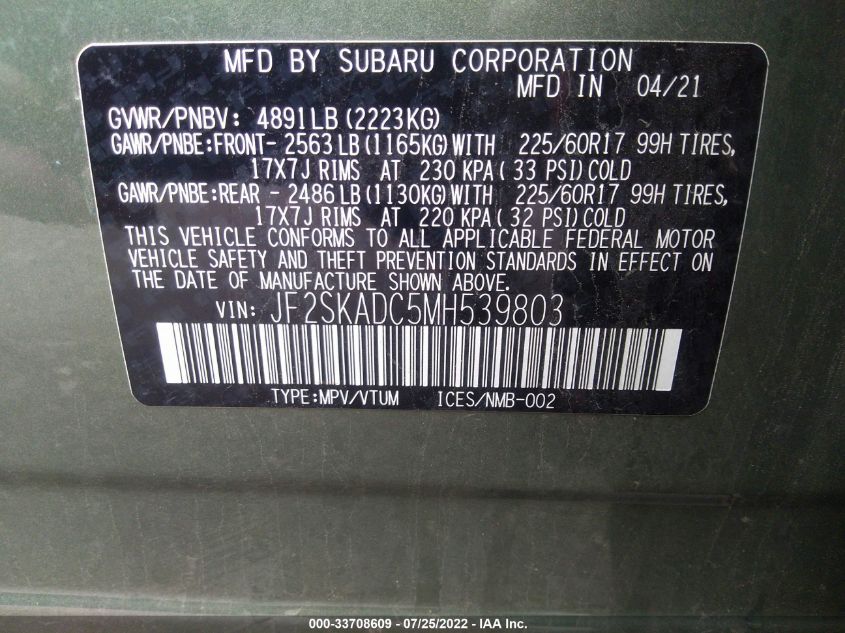 MFD BY SUBARU CORPORATION
MFD IN 04/21
GVWR/PNBV: 4891LB(2223KG)
GAWR/PNBE:FRONT- 2563LB(1165KG)WITH 225/60R17 99H TIRES,
17X7J RIMS AT 230 KPA( 33 PSI)COLD
GAWR/PNBE:REAR - 2486LB(1130KG)WITH 225/60R17 99H TIRES,
17X7J RIMS AT 220 KPA( 32 PSI)COLD
THIS VEHICLE CONFORMS TO ALL APPLICABLE FEDERAL MOTOR
VEHICLE SAFETY AND THEFT PREVENTION STANDARDS IN EFFECT ON
THE DATE OF MANUFACTURE SHOWN ABOVE.
VIN: JF2SKADC5MH539803
TYPE:MPV/VTUM ICES/NMB-002
000-33708609 - 07/25/2022 - IAA Inc.